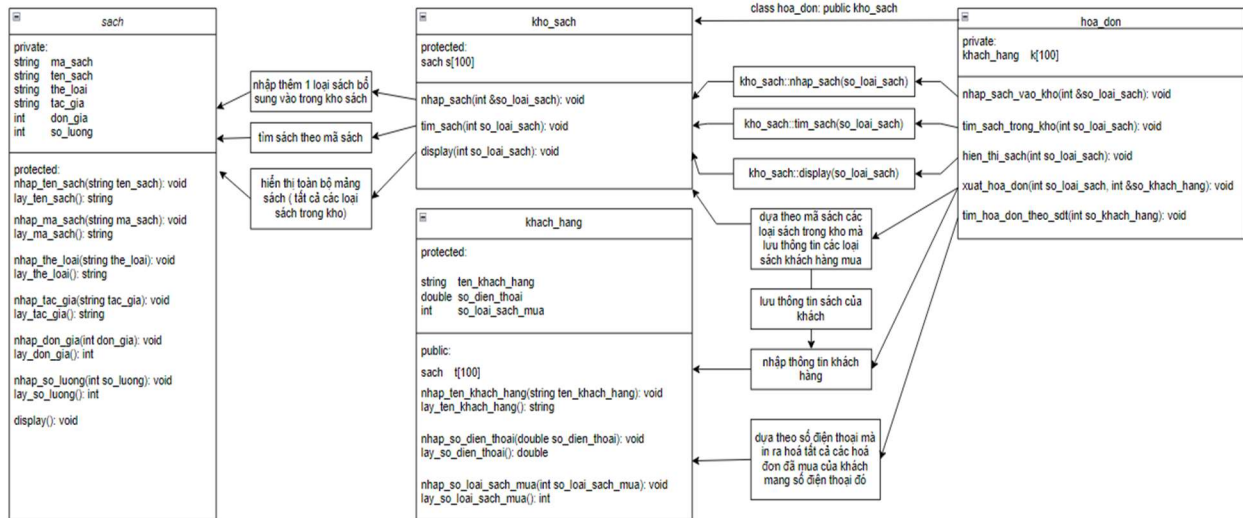 sach
private:
string ma_sach
string ten_sach
string the_loai
string tac_gia
int don_gia
int so_luong
protected:
nhap_ten_sach(string ten_sach): void
lay_ten_sach(): string
nhap_ma_sach(string ma_sach): void
lay_ma_sach(): string
nhap_the_loai(string the_loai): void
lay_the_loai(): string
nhap_tac_gia(string tac_gia): void
lay_tac_gia(): string
nhap_don_gia(int don_gia): void
lay_don_gia(): int
nhap_so_luong(int so_luong): void
lay_so_luong(): int
display(): void
nhập thêm 1 loại sách bổ
sung vào trong kho sách
tìm sách theo mã sách
hiển thị toàn bộ mảng
sách ( tất cả các loại
sách trong kho)
kho_sach
protected:
sach s[100]
nhap_sach(int &so_loai_sach): void
tim_sach(int so_loai_sach): void
display(int so_loai_sach): void
khach_hang
protected:
string ten_khach_hang
double so_dien_thoai
int so_loai_sach_mua
public:
sach t[100]
nhap_ten_khach_hang(string ten_khach_hang): void
lay_ten_khach_hang(): string
nhap_so_dien_thoai(double so_dien_thoai): void
lay_so_dien_thoai(): double
nhap_so_loai_sach_mua(int so_loai_sach_mua): void
lay_so_loai_sach_mua(): int
class hoa_don: public kho_sach
kho_sach::nhap_sach(so_loai_sach)
kho_sach::tim_sach(so_loai_sach)
kho_sach::display(so_loai_sach)
dựa theo mã sách các
loại sách trong kho mà
lưu thông tin các loại
sách khách hàng mua
lưu thông tin sách của
khách
nhập thông tin khách
hàng
dựa theo số điện thoại mà
in ra hoá tất cả các hoá
đon đã mua của khách
mang số điện thoại đó
hoa_don
private:
khach_hang k[100]
nhap_sach_vao_kho(int &so_loai_sach): void
tim_sach_trong_kho(int so_loai_sach): void
hien_thi_sach(int so_loai_sach): void
xuat_hoa_don(int so_loai_sach, int &so_khach_hang): void
tim_hoa_don_theo_sdt(int so_khach_hang): void